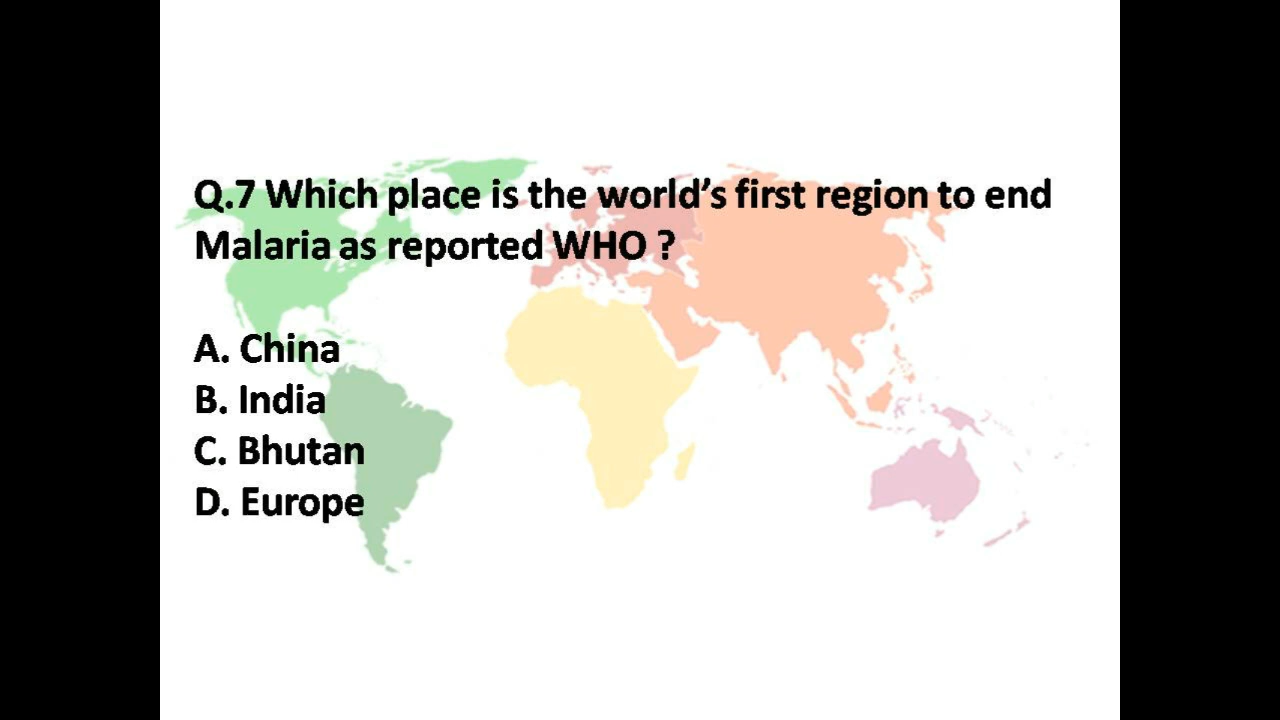 Q.7 Which place is the world’s first region to end
Malaria as reported WHO ?
A. China
B. India
C. Bhutan
D. Europe